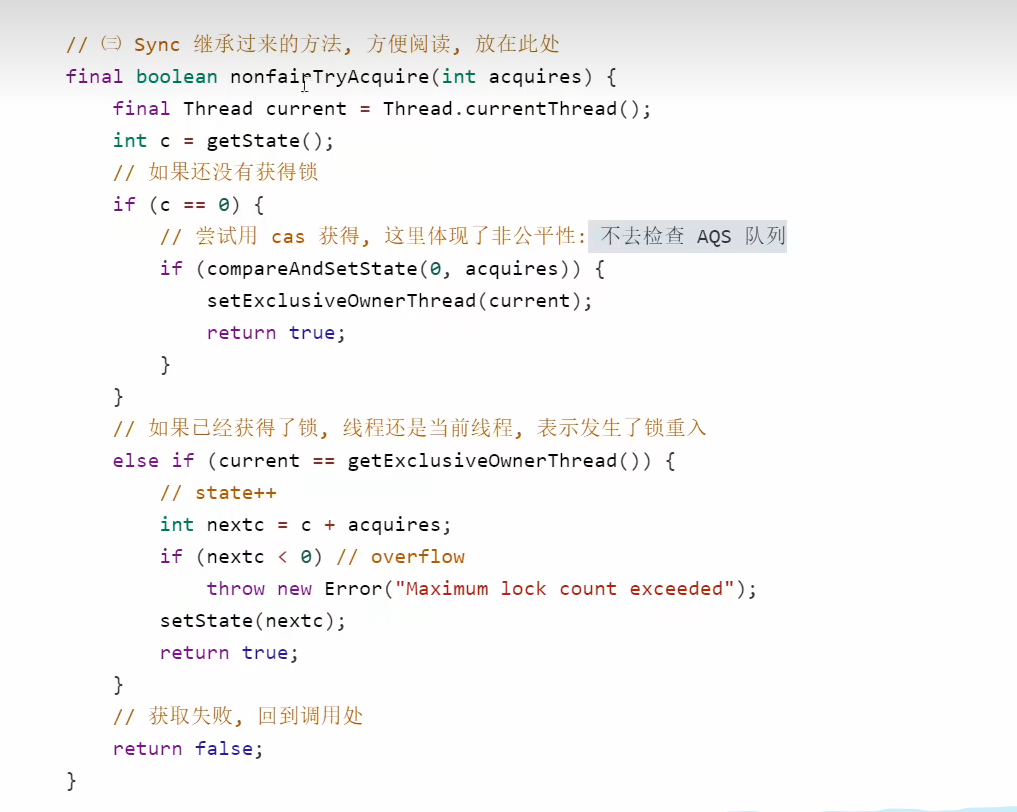 // ㈢ Sync 继承过来的方法, 方便阅读, 放在此处
final boolean nonfairTryAcquire(int acquires) {
    final Thread current = Thread.currentThread();
    int c = getState();
    // 如果还没有获得锁
    if (c == 0) {
        // 尝试用 cas 获得, 这里体现了非公平性: 不去检查 AQS 队列
        if (compareAndSetState(0, acquires)) {
            setExclusiveOwnerThread(current);
            return true;
        }
    }
    // 如果已经获得了锁, 线程还是当前线程, 表示发生了锁重入
    else if (current == getExclusiveOwnerThread()) {
        // state++
        int nextc = c + acquires;
        if (nextc < 0) // overflow
            throw new Error("Maximum lock count exceeded");
        setState(nextc);
        return true;
    }
    // 获取失败, 回到调用处
    return false;
}